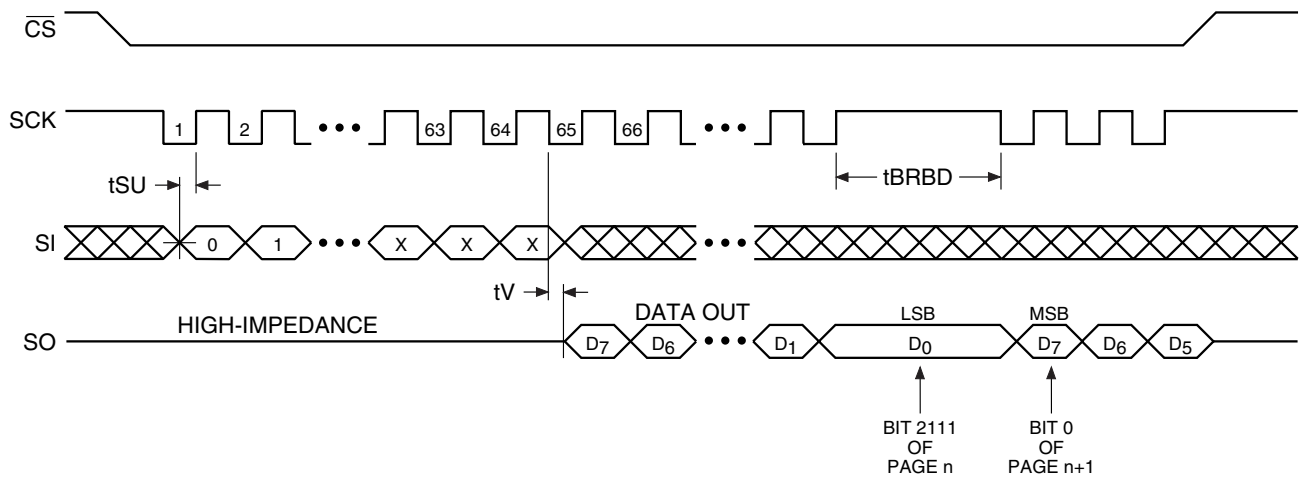 CS
SCK 1 2 ••• 63 64 65 66 •••
tSU tBRBD
SI 0 1 ••• X X X •••
tV
HIGH-IMPEDANCE DATA OUT LSB MSB
SO D7 D6 ••• D1 D0 D7 D6 D5
BIT 2111 BIT 0
OF OF
PAGE n PAGE n+1